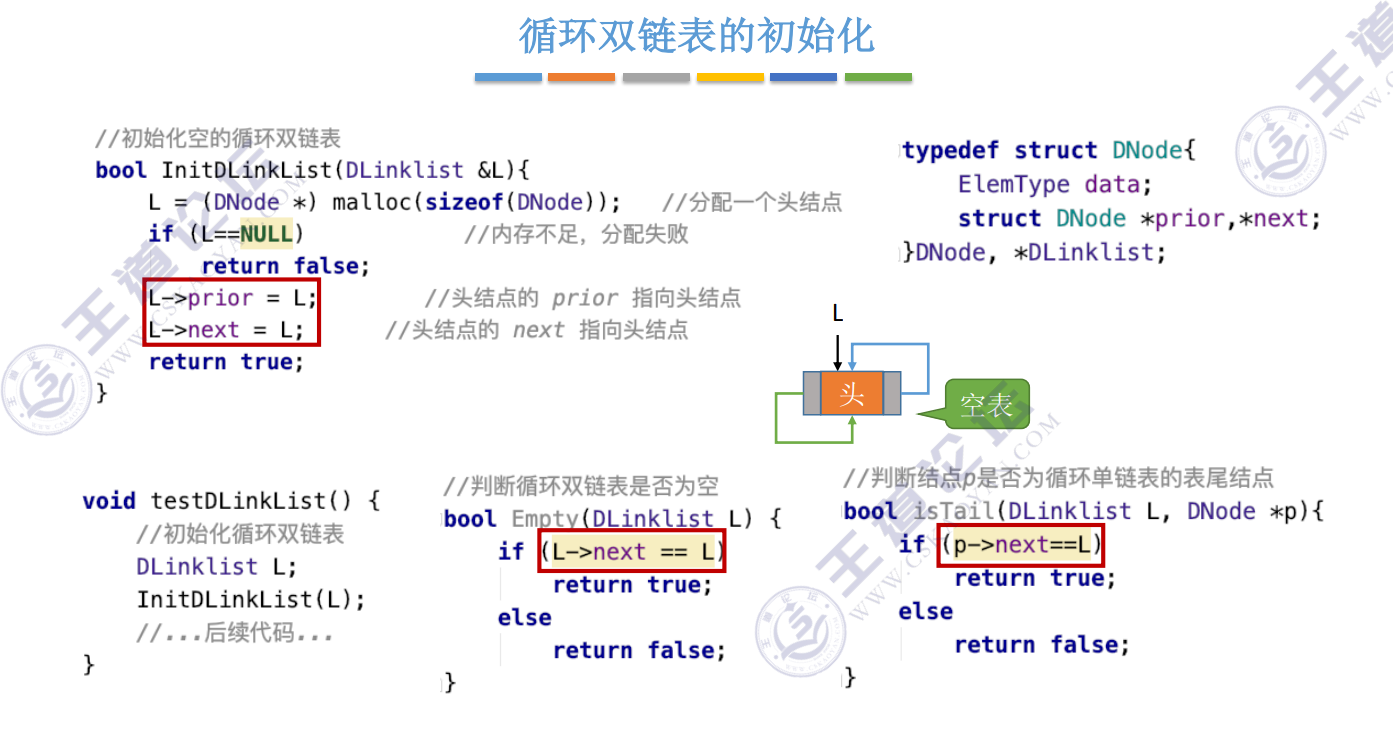 循环双链表的初始化
//初始化空的循环双链表
bool InitDLinkList(DLinklist &L){
L = (DNode *) malloc(sizeof(DNode)); //分配一个头结点
if (L==NULL) //内存不足，分配失败
return false;
L->prior = L; //头结点的 prior 指向头结点
L->next = L; //头结点的 next 指向头结点
return true;
}
typedef struct DNode{
ElemType data;
struct DNode *prior,*next;
}DNode, *DLinklist;
L
头
空表
void testDLinkList() {
//初始化循环双链表
DLinklist L;
InitDLinkList(L);
//...后续代码...
}
//判断循环双链表是否为空
bool Empty(DLinklist L) {
if (L->next == L)
return true;
else
return false;
}
//判断结点p是否为循环单链表的表尾结点
bool isTail(DLinklist L, DNode *p){
if (p->next==L)
return true;
else
return false;
}
王道论坛
王道论坛
王道